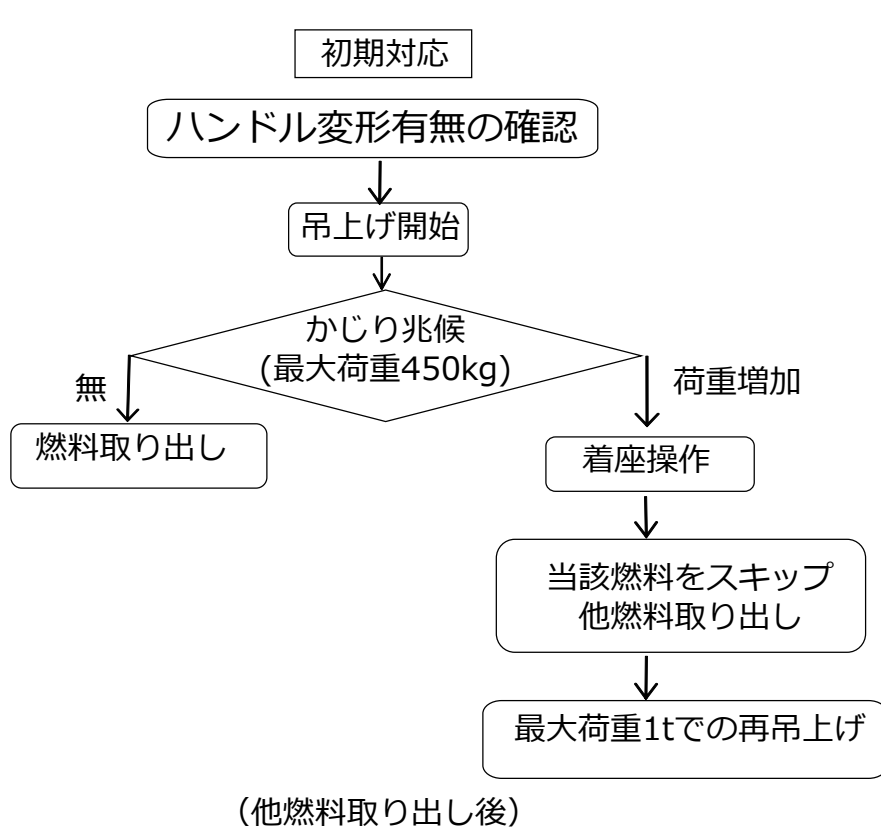 初期対応
ハンドル変形有無の確認
吊上げ開始
かじり兆候
(最大荷重450kg)
無
荷重増加
燃料取り出し
着座操作
当該燃料をスキップ
他燃料取り出し
最大荷重1tでの再吊上げ
（他燃料取り出し後）